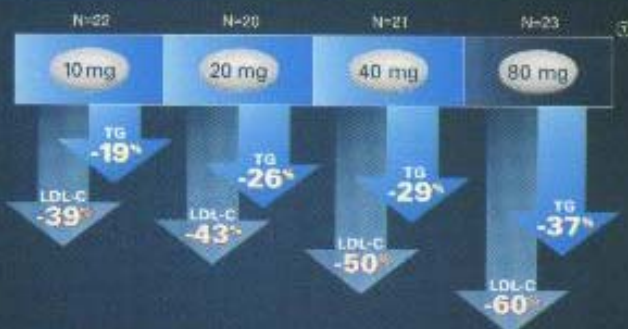 N=22 N=20 N=21 N=23
10 mg 20 mg 40 mg 80 mg
TG
-19%
LDL-C
-39%
TG
-26%
LDL-C
-43%
TG
-29%
LDL-C
-50%
TG
-37%
LDL-C
-60%